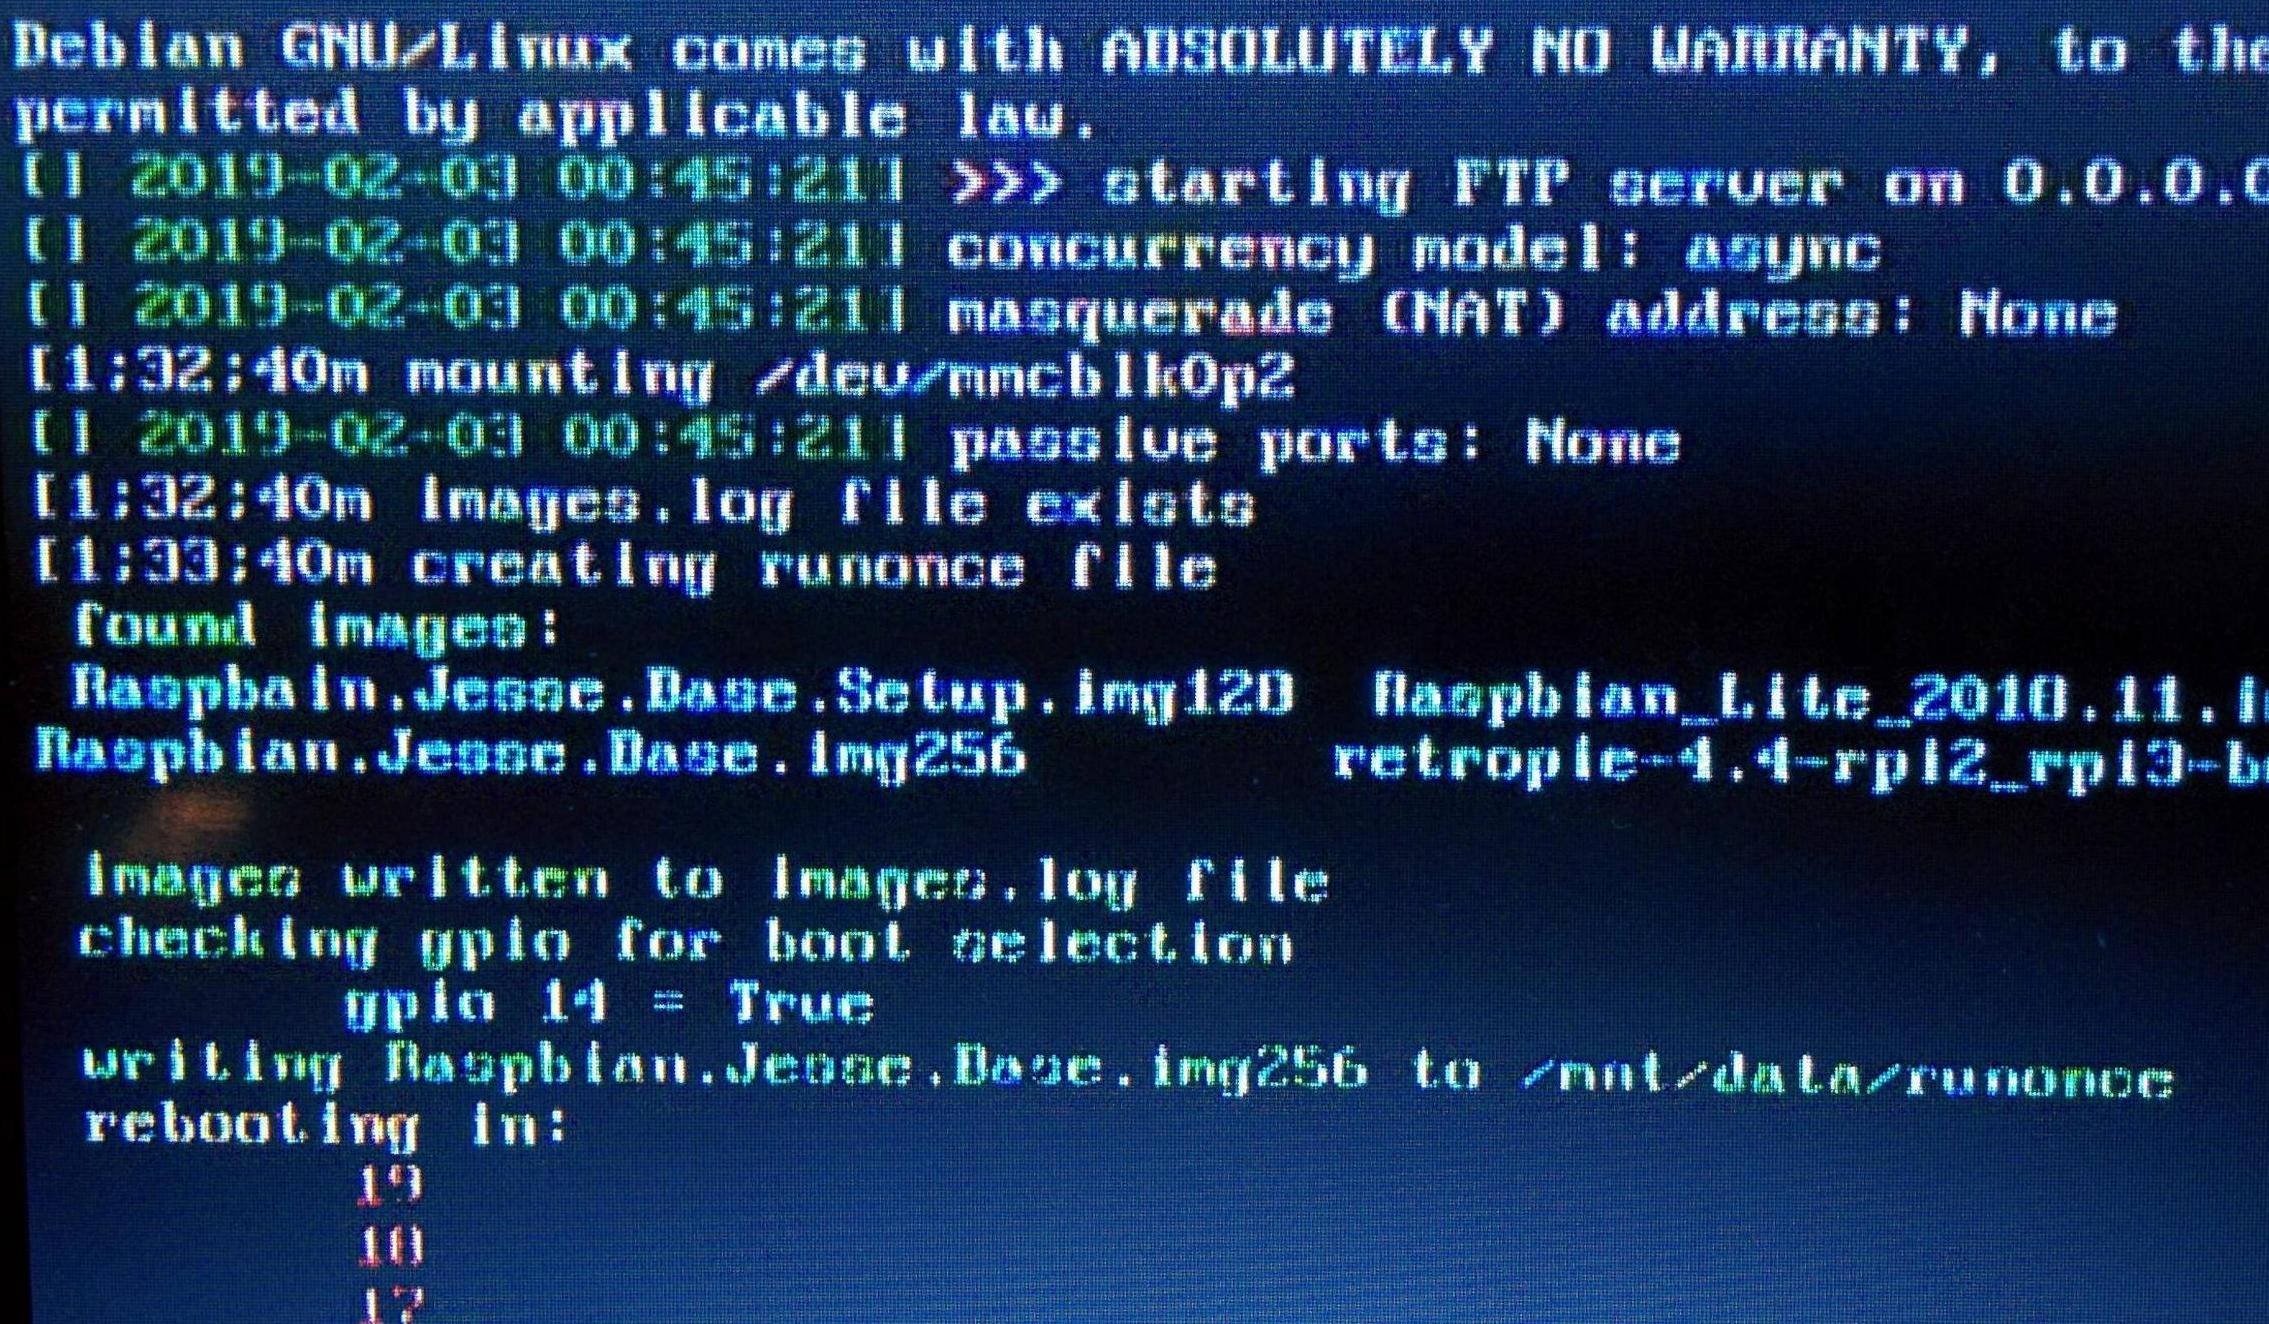 Debian GNU/Linux comes with ABSOLUTELY NO WARRANTY, to the
permitted by applicable law.
[] 2019-02-03 00:45:21] >>> starting FTP server on 0.0.0.0
[] 2019-02-03 00:45:21] concurrency model: async
[] 2019-02-03 00:45:21] masquerade (NAT) address: None
[1;32;40m mounting /dev/mmcblk0p2
[] 2019-02-03 00:45:21] passive ports: None
[1;32;40m images.log file exists
[1;33;40m creating runonce file
found images:
Raspbain.Jesse.Base.Setup.img128 Raspbian_Lite_2018.11.i
Raspbian.Jesse.Base.img256 retropie-4.4-rpi2_rpi3-b
images written to images.log file
checking gpio for boot selection
gpio 14 = True
writing Raspbian.Jesse.Base.img256 to /mnt/data/runonce
rebooting in:
19
18
17